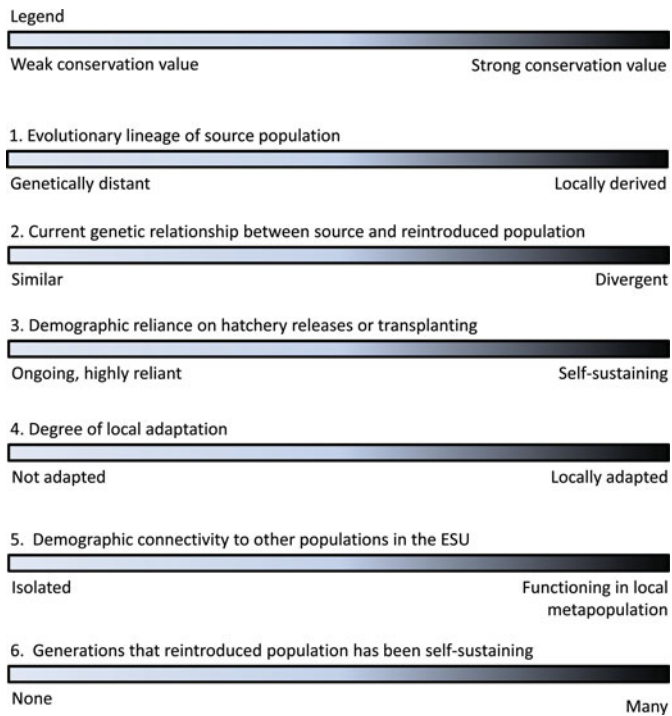 Legend
Weak conservation value
Strong conservation value
1. Evolutionary lineage of source population
Genetically distant
Locally derived
2. Current genetic relationship between source and reintroduced population
Similar
Divergent
3. Demographic reliance on hatchery releases or transplanting
Ongoing, highly reliant
Self-sustaining
4. Degree of local adaptation
Not adapted
Locally adapted
5. Demographic connectivity to other populations in the ESU
Isolated
Functioning in local
metapopulation
6. Generations that reintroduced population has been self-sustaining
None
Many